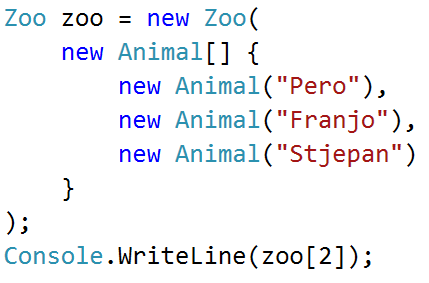 Zoo zoo = new Zoo(
    new Animal[] {
        new Animal("Pero"),
        new Animal("Franjo"),
        new Animal("Stjepan")
    }
);
Console.WriteLine(zoo[2]);